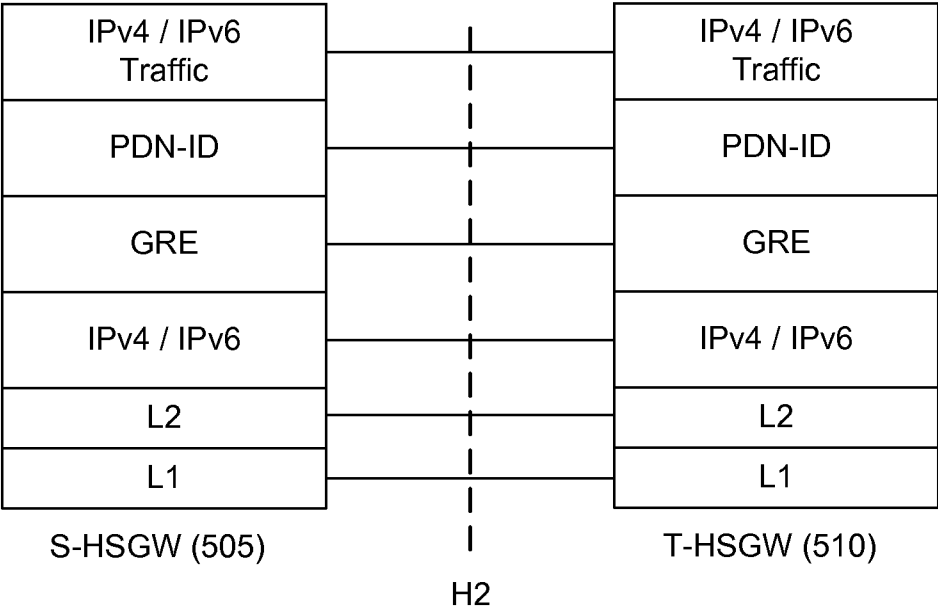 IPv4 / IPv6
Traffic
PDN-ID
GRE
IPv4 / IPv6
L2
L1
S-HSGW (505)
IPv4 / IPv6
Traffic
PDN-ID
GRE
IPv4 / IPv6
L2
L1
T-HSGW (510)
H2